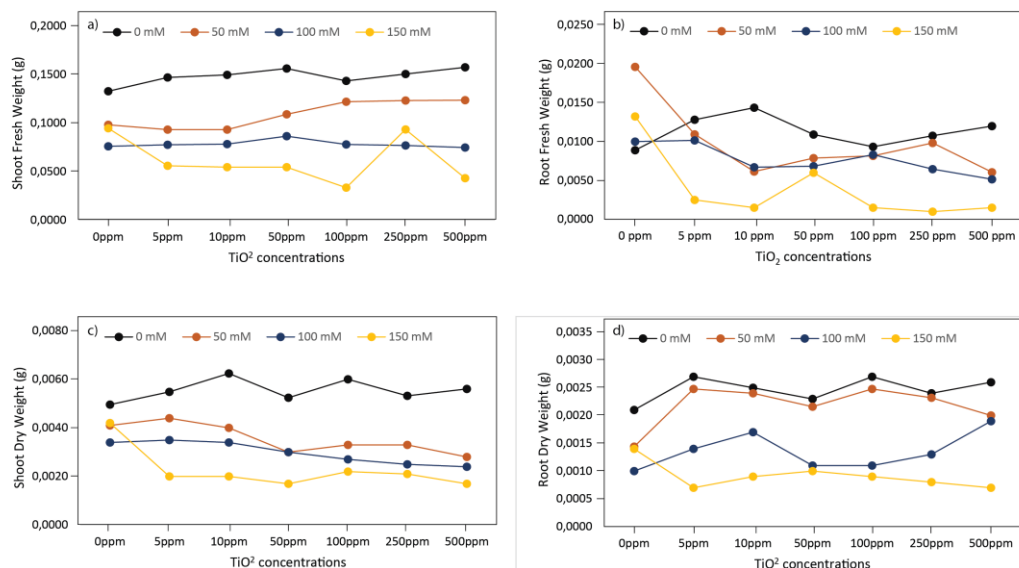 a)
0 mM 50 mM 100 mM 150 mM
Shoot Fresh Weight (g)
0,2000
0,1500
0,1000
0,0500
0,0000
0ppm 5ppm 10ppm 50ppm 100ppm 250ppm 500ppm
TiO² concentrations
b)
0 mM 50 mM 100 mM 150 mM
Root Fresh Weight (g)
0,0250
0,0200
0,0150
0,0100
0,0050
0,0000
0 ppm 5 ppm 10 ppm 50 ppm 100 ppm 250 ppm 500 ppm
TiO₂ concentrations
c)
0 mM 50 mM 100 mM 150 mM
Shoot Dry Weight (g)
0,0080
0,0060
0,0040
0,0020
0,0000
0ppm 5ppm 10ppm 50ppm 100ppm 250ppm 500ppm
TiO² concentrations
d)
0 mM 50 mM 100 mM 150 mM
Root Dry Weight (g)
0,0035
0,0030
0,0025
0,0020
0,0015
0,0010
0,0005
0,0000
0ppm 5ppm 10ppm 50ppm 100ppm 250ppm 500ppm
TiO² concentrations